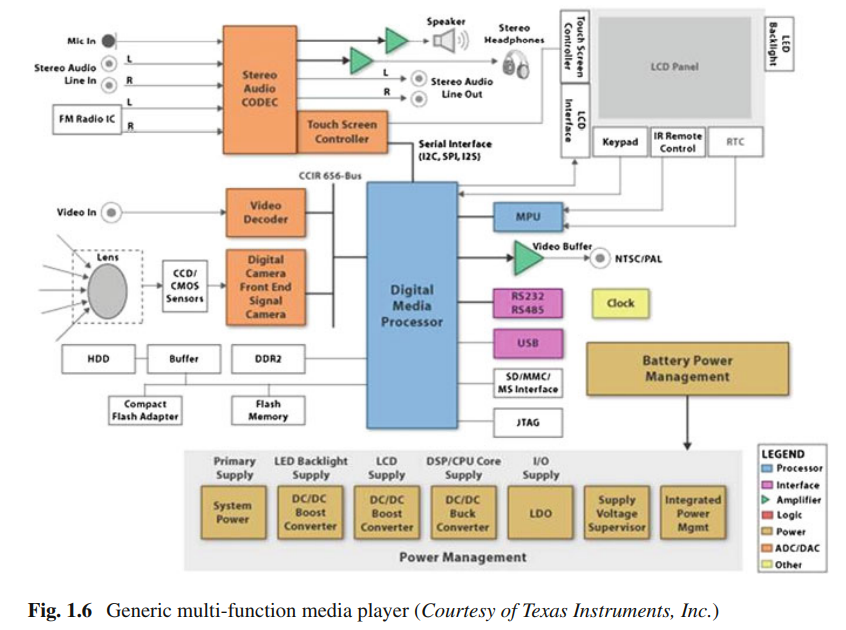 Mic In
Stereo Audio
Line In
L
R
FM Radio IC
L
R
Stereo
Audio
CODEC
Touch Screen
Controller
Speaker
Stereo
Headphones
L
R
Stereo Audio
Line Out
Serial Interface
(I2C, SPI, I2S)
Touch Screen
Controller
LCD
Interface
LCD Panel
LED
Backlight
Keypad
IR Remote
Control
RTC
CCIR 656-Bus
Video In
Video
Decoder
Lens
CCD/
CMOS
Sensors
Digital
Camera
Front End
Signal
Camera
Digital
Media
Processor
MPU
Video Buffer
NTSC/PAL
RS232
RS485
Clock
USB
SD/MMC/
MS Interface
JTAG
HDD
Buffer
DDR2
Compact
Flash Adapter
Flash
Memory
Battery Power
Management
Primary
Supply
LED Backlight
Supply
LCD
Supply
DSP/CPU Core
Supply
I/O
Supply
System
Power
DC/DC
Boost
Converter
DC/DC
Boost
Converter
DC/DC
Buck
Converter
LDO
Supply
Voltage
Supervisor
Integrated
Power
Mgmt
Power Management
LEGEND
Processor
Interface
Amplifier
Logic
Power
ADC/DAC
Other
Fig. 1.6 Generic multi-function media player (Courtesy of Texas Instruments, Inc.)